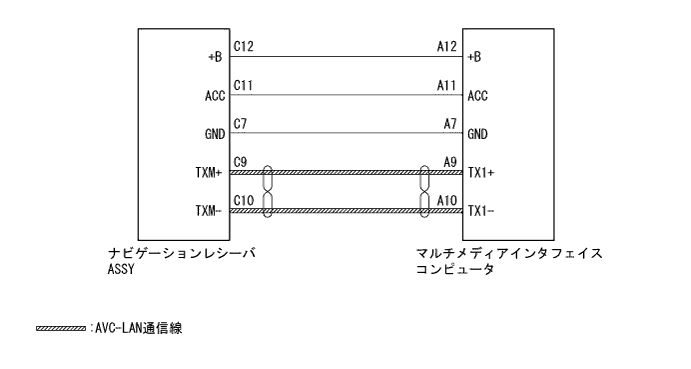 C12 A12
+B +B
C11 A11
ACC ACC
C7 A7
GND GND
C9 A9
TXM+ TX1+
C10 A10
TXM- TX1-
ナビゲーションレシーバ
ASSY
マルチメディアインタフェイス
コンピュータ
:AVC-LAN通信線